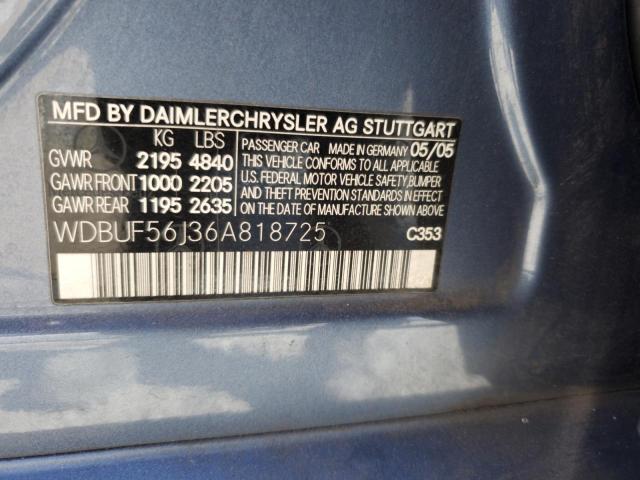 MFD BY DAIMLERCHRYSLER AG STUTTGART
KG LBS
GVWR 2195 4840
GAWR FRONT 1000 2205
GAWR REAR 1195 2635
PASSENGER CAR MADE IN GERMANY 05/05
THIS VEHICLE CONFORMS TO ALL APPLICABLE
U.S. FEDERAL MOTOR VEHICLE SAFETY, BUMPER
AND THEFT PREVENTION STANDARDS IN EFFECT
ON THE DATE OF MANUFACTURE SHOWN ABOVE.
WDBUF56J36A818725
C353